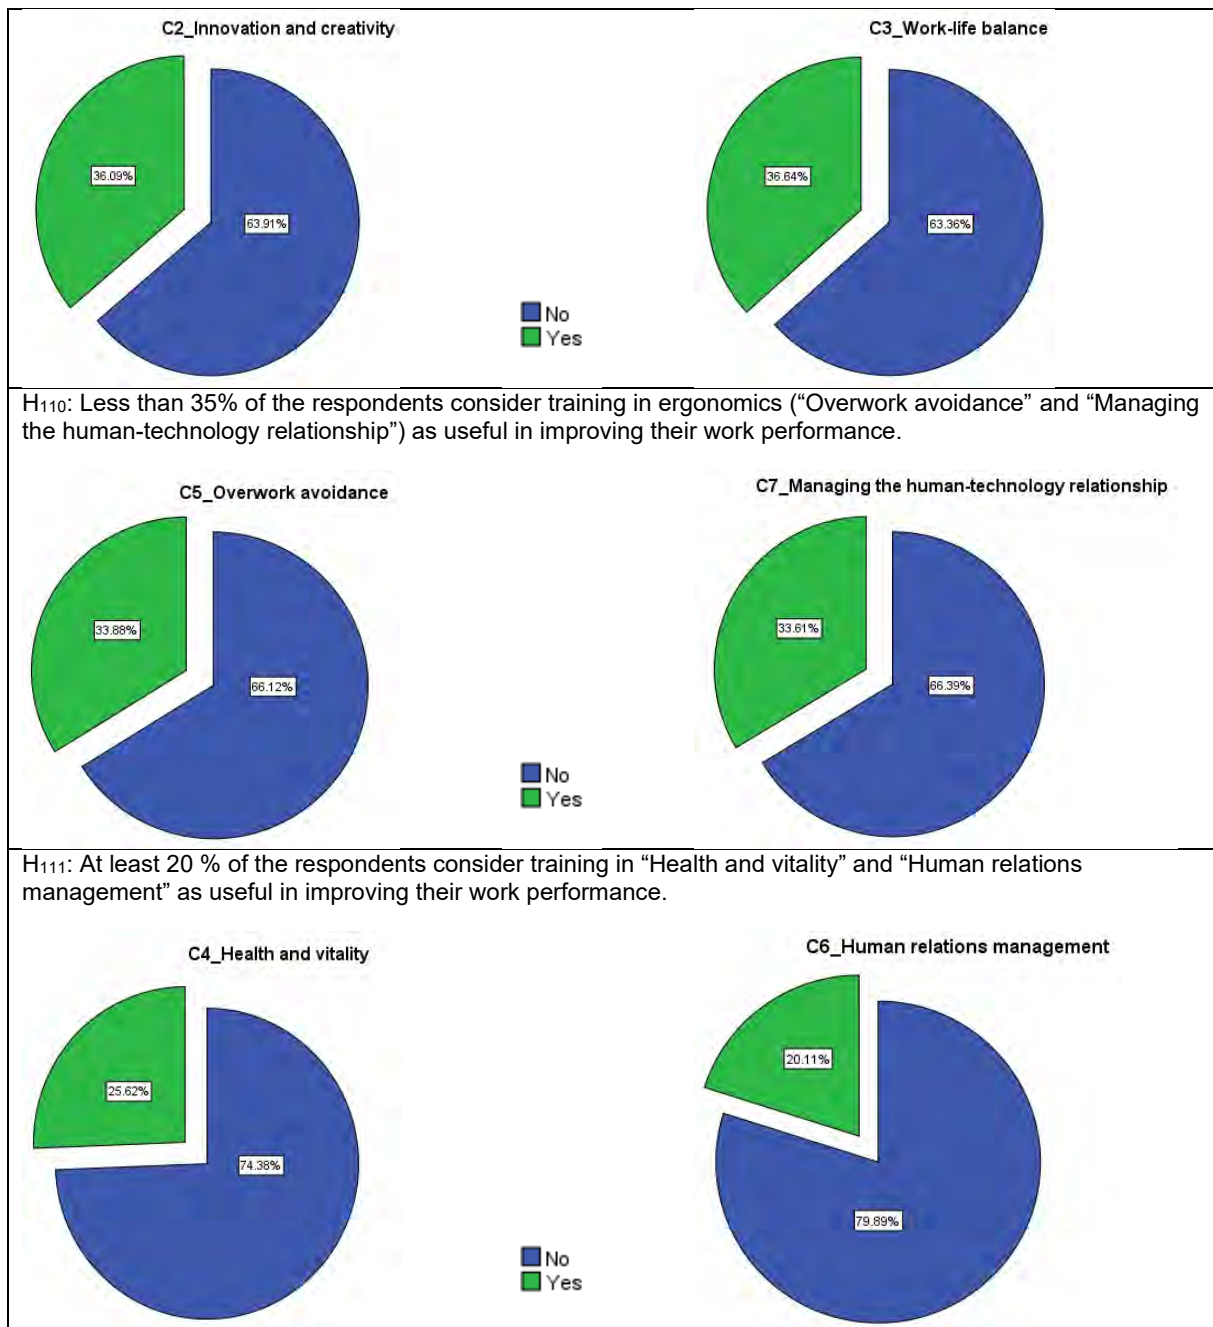 C2_Innovation and creativity
C3_Work-life balance
36.09%
63.91%
36.64%
63.36%
No
Yes
H110: Less than 35% of the respondents consider training in ergonomics (“Overwork avoidance” and “Managing
the human-technology relationship”) as useful in improving their work performance.
C5_Overwork avoidance
C7_Managing the human-technology relationship
33.88%
66.12%
33.61%
66.39%
No
Yes
H111: At least 20 % of the respondents consider training in “Health and vitality” and “Human relations
management” as useful in improving their work performance.
C4_Health and vitality
C6_Human relations management
25.62%
74.38%
20.11%
79.89%
No
Yes